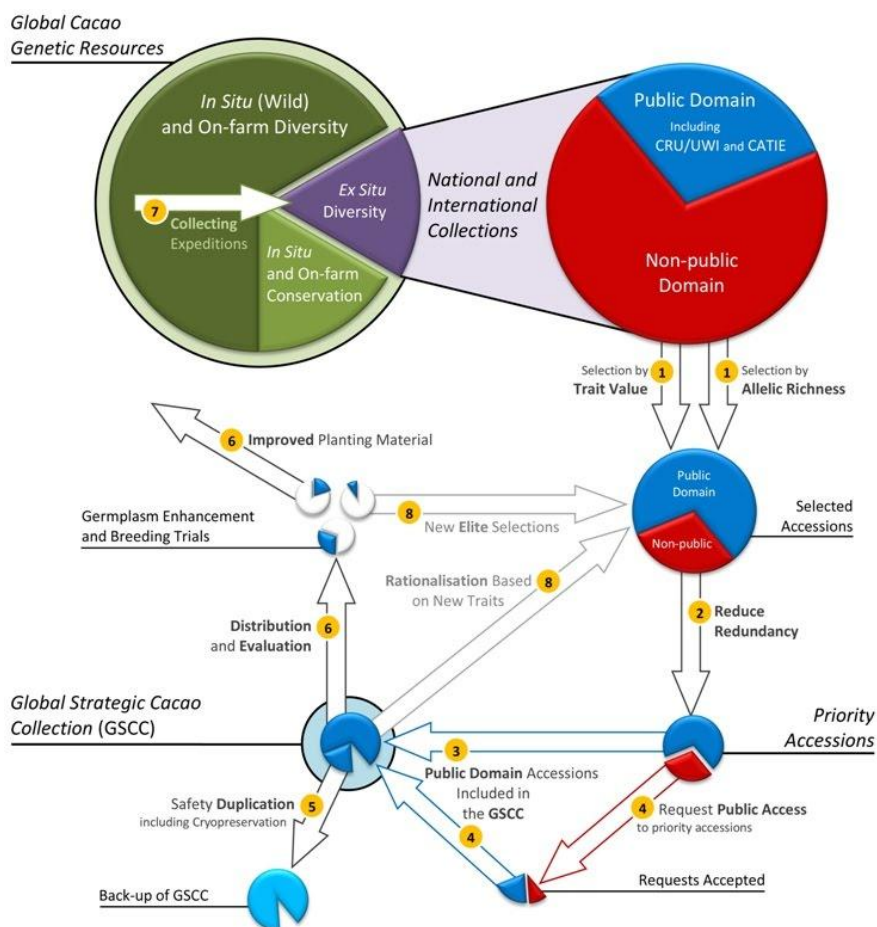 Global Cacao
Genetic Resources
In Situ (Wild)
and On-farm Diversity
Public Domain
Including
CRU/UWI and CATIE
Ex Situ
Diversity
National and
International
Collections
7
Collecting
Expeditions
In Situ
and On-farm
Conservation
Non-public
Domain
Selection by
Trait Value
1
1
Selection by
Allelic Richness
6
Improved Planting Material
Public
Domain
Non-public
Selected
Accessions
Germplasm Enhancement
and Breeding Trials
8
New Elite Selections
Rationalisation Based
on New Traits
8
2
Reduce
Redundancy
Distribution
and Evaluation
6
Global Strategic Cacao
Collection (GSCC)
Priority
Accessions
3
Public Domain Accessions
Included in
the GSCC
4
4
Request Public Access
to priority accessions
Safety Duplication
including Cryopreservation
5
Back-up of GSCC
Requests Accepted